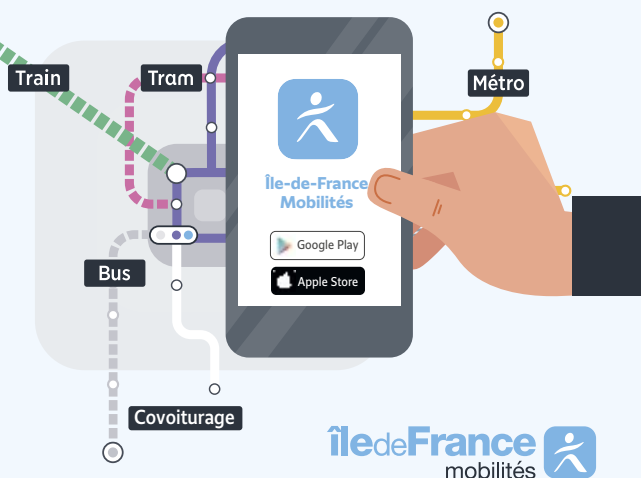 Train
Tram
Métro
Île-de-France
Mobilités
Google Play
Apple Store
Bus
Covoiturage
îledeFrance
mobilités